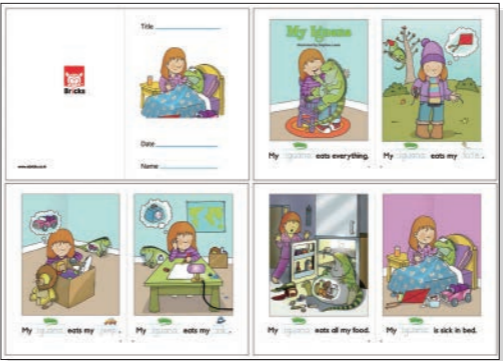 Title
Bricks
Date
Name
My Iguana
My iguana eats everything.
My iguana eats my kite.
My iguana eats my jeep.
My iguana eats my .
My iguana eats all my food.
My iguana is sick in bed.